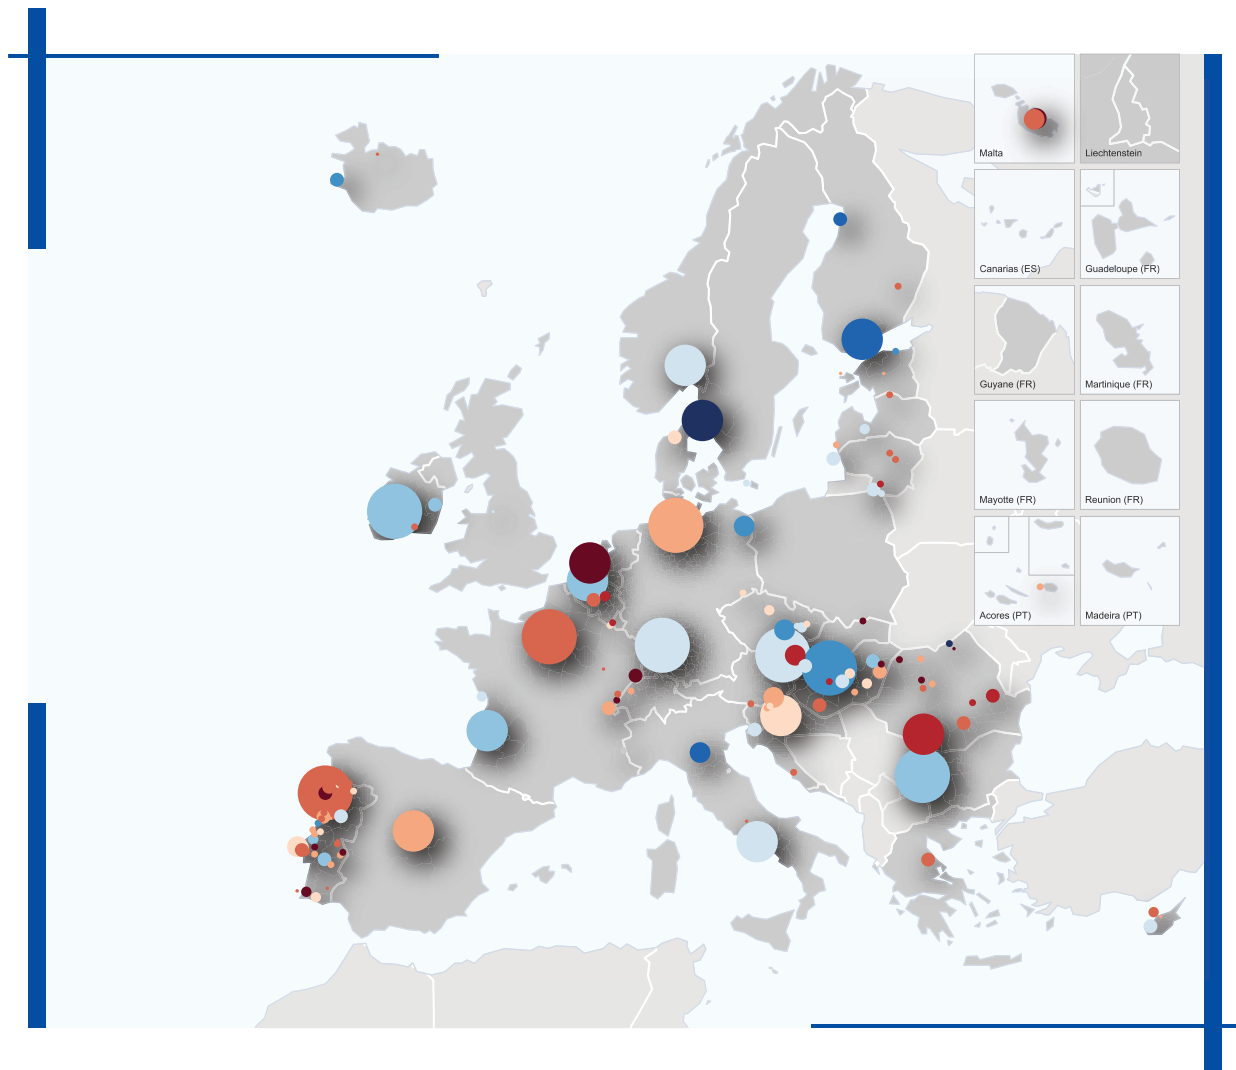 Malta
Liechtenstein
Canarias (ES)
Guadeloupe (FR)
Guyane (FR)
Martinique (FR)
Mayotte (FR)
Reunion (FR)
Acores (PT)
Madeira (PT)